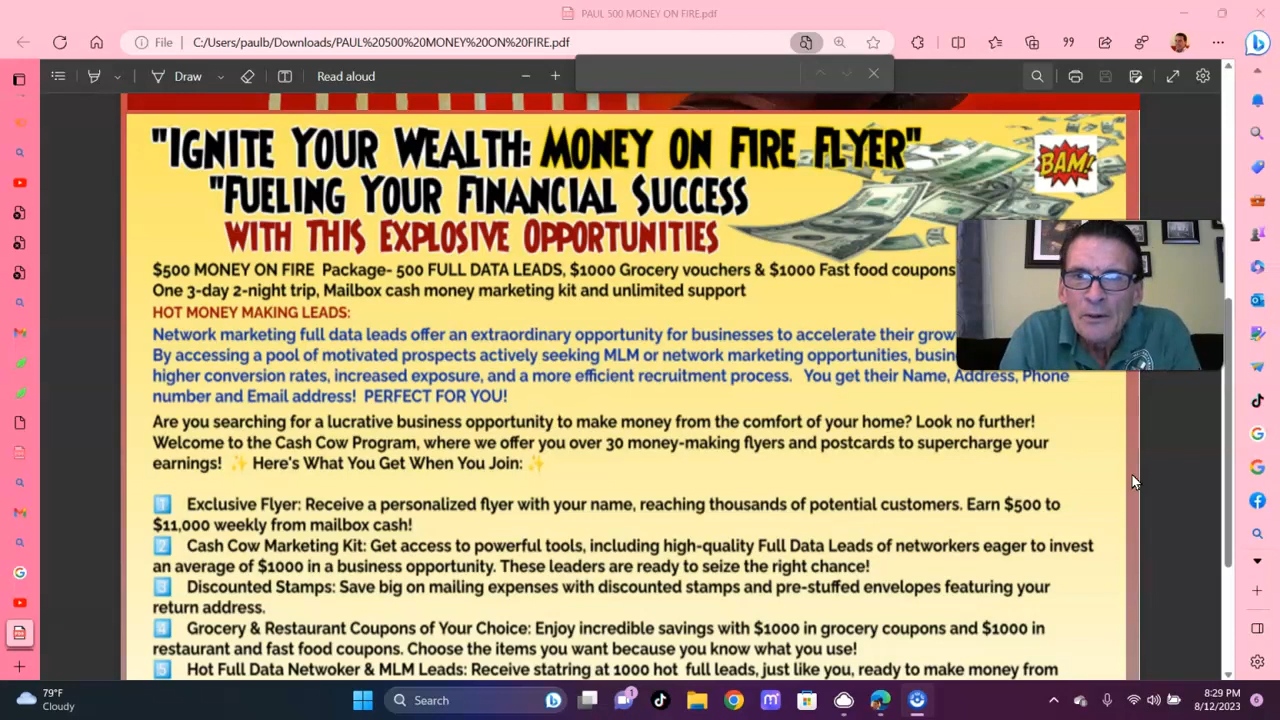 PAUL 500 MONEY ON FIRE.pdf
File
C:/Users/paulb/Downloads/PAUL%20500%20MONEY%20ON%20FIRE.pdf
Draw
Read aloud
"IGNITE YOUR WEALTH: MONEY ON FIRE FLYER"
BAM!
"FUELING YOUR FINANCIAL SUCCESS
WITH THIS EXPLOSIVE OPPORTUNITIES
$500 MONEY ON FIRE Package- 500 FULL DATA LEADS, $1000 Grocery vouchers & $1000 Fast food coupons
One 3-day 2-night trip, Mailbox cash money marketing kit and unlimited support
HOT MONEY MAKING LEADS:
Network marketing full data leads offer an extraordinary opportunity for businesses to accelerate their grow
By accessing a pool of motivated prospects actively seeking MLM or network marketing opportunities, busin
higher conversion rates, increased exposure, and a more efficient recruitment process. You get their Name, Address, Phone
number and Email address! PERFECT FOR YOU!
Are you searching for a lucrative business opportunity to make money from the comfort of your home? Look no further!
Welcome to the Cash Cow Program, where we offer you over 30 money-making flyers and postcards to supercharge your
earnings! ✨ Here's What You Get When You Join: ✨
1 Exclusive Flyer: Receive a personalized flyer with your name, reaching thousands of potential customers. Earn $500 to
$11,000 weekly from mailbox cash!
2 Cash Cow Marketing Kit: Get access to powerful tools, including high-quality Full Data Leads of networkers eager to invest
an average of $1000 in a business opportunity. These leaders are ready to seize the right chance!
3 Discounted Stamps: Save big on mailing expenses with discounted stamps and pre-stuffed envelopes featuring your
return address.
4 Grocery & Restaurant Coupons of Your Choice: Enjoy incredible savings with $1000 in grocery coupons and $1000 in
restaurant and fast food coupons. Choose the items you want because you know what you use!
5 Hot Full Data Netwoker & MLM Leads: Receive statring at 1000 hot full leads, just like you, ready to make money from
79°F
Cloudy
Search
1
8:29 PM
8/12/2023
6